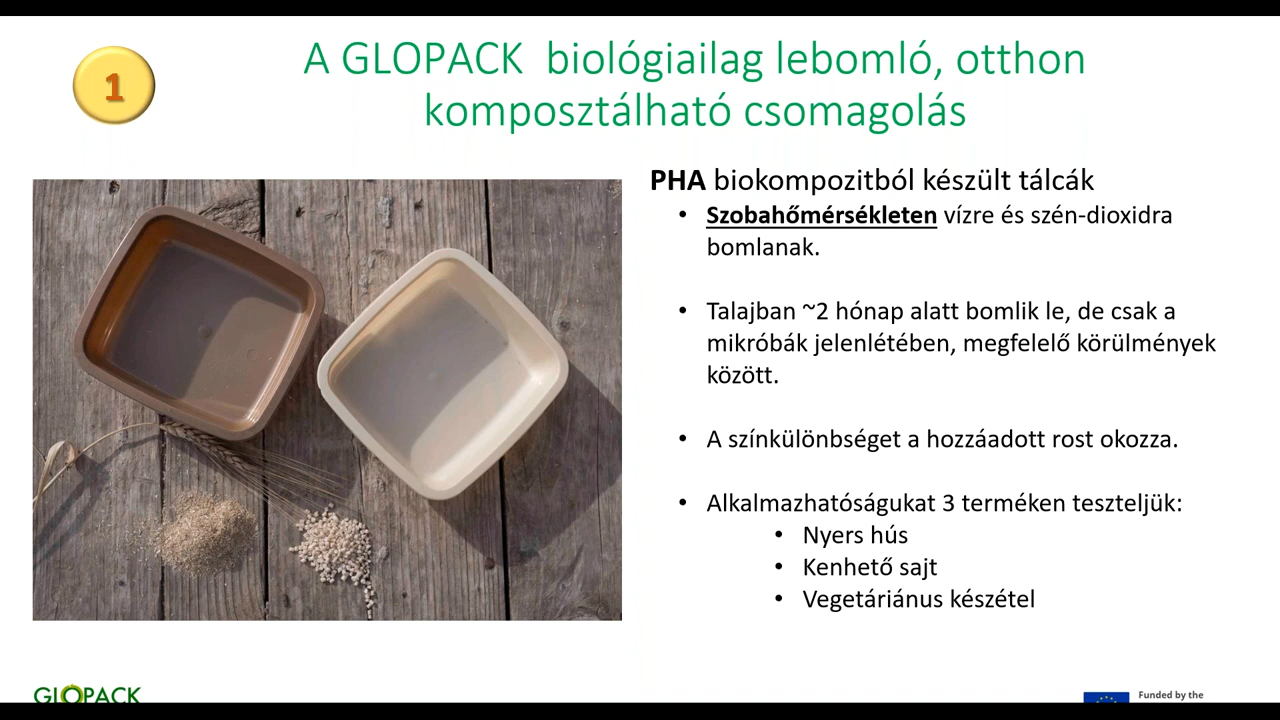 1
A GLOPACK biológiailag lebomló, otthon
komposztálható csomagolás
PHA biokompozitból készült tálcák
• Szobahőmérsékleten vízre és szén-dioxidra
bomlanak.
• Talajban ~2 hónap alatt bomlik le, de csak a
mikróbák jelenlétében, megfelelő körülmények
között.
• A színkülönbséget a hozzáadott rost okozza.
• Alkalmazhatóságukat 3 terméken teszteljük:
• Nyers hús
• Kenhető sajt
• Vegetáriánus készétel
GLOPACK
Funded by the